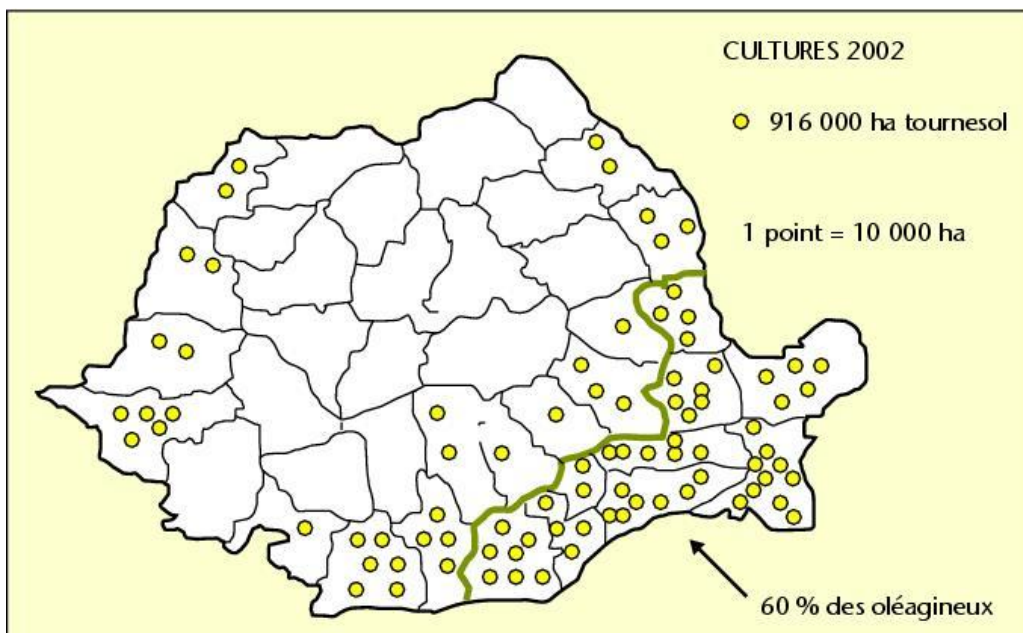 CULTURES 2002
916 000 ha tournesol
1 point = 10 000 ha
60 % des oléagineux